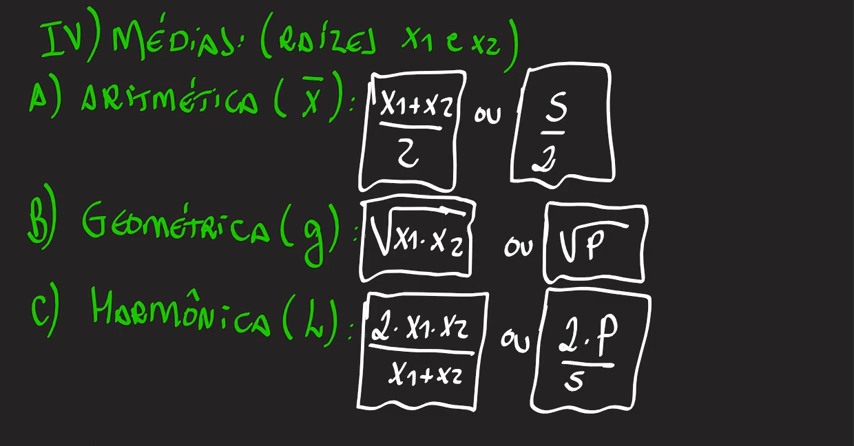 IV) MÉDIAS: (RAÍZES x1 e x2)
A) ARITMÉTICA (x̄): (x1+x2)/2 ou S/2
B) GEOMÉTRICA (g): √(x1·x2) ou √P
C) HARMÔNICA (h): (2·x1·x2)/(x1+x2) ou (2·P)/S